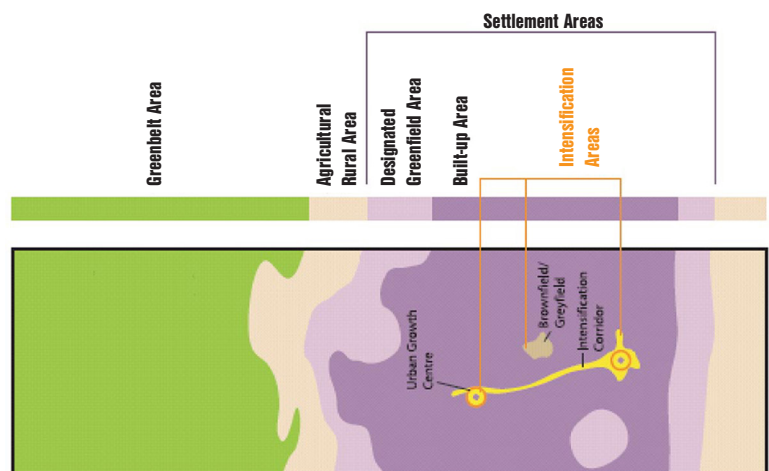 Settlement Areas
Greenbelt Area
Agricultural
Rural Area
Designated
Greenfield Area
Built-up Area
Intensification
Areas
Urban Growth
Centre
Brownfield/
Greyfield
Intensification
Corridor